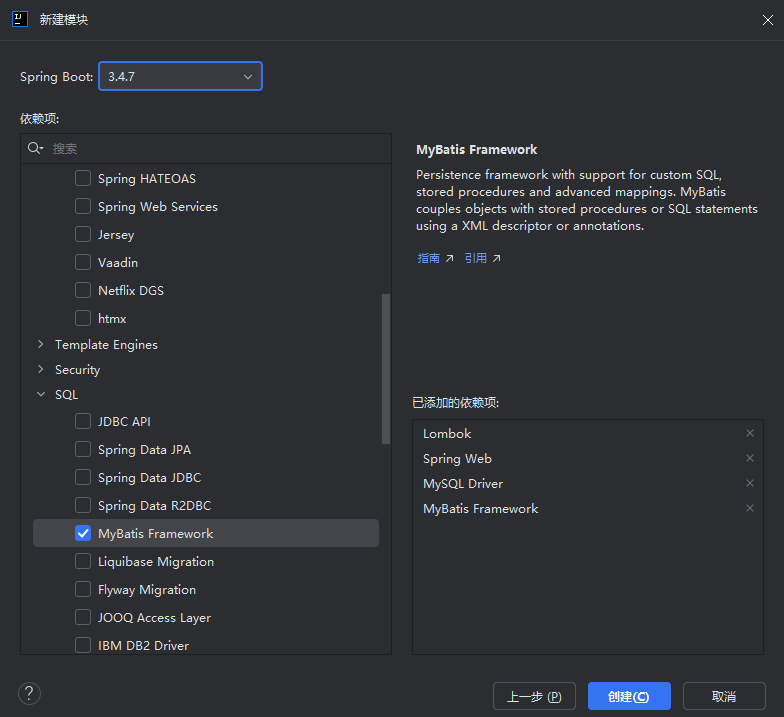 新建模块
Spring Boot: 3.4.7
依赖项:
搜索
Spring HATEOAS
Spring Web Services
Jersey
Vaadin
Netflix DGS
htmx
Template Engines
Security
SQL
JDBC API
Spring Data JPA
Spring Data JDBC
Spring Data R2DBC
MyBatis Framework
Liquibase Migration
Flyway Migration
JOOQ Access Layer
IBM DB2 Driver
MyBatis Framework
Persistence framework with support for custom SQL,
stored procedures and advanced mappings. MyBatis
couples objects with stored procedures or SQL statements
using a XML descriptor or annotations.
指南 ↗ 引用 ↗
已添加的依赖项:
Lombok
Spring Web
MySQL Driver
MyBatis Framework
? 上一步 (P) 创建(C) 取消